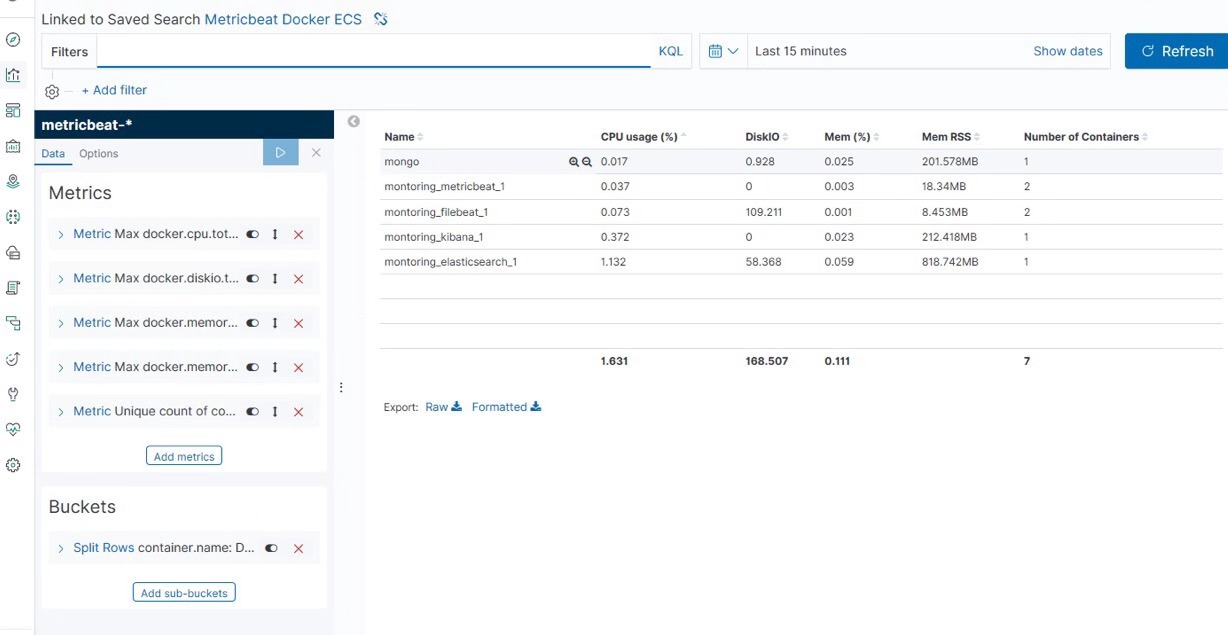 Linked to Saved Search Metricbeat Docker ECS
Filters KQL Last 15 minutes Show dates Refresh
+ Add filter
metricbeat-*
Data Options
Metrics
Metric Max docker.cpu.tot...
Metric Max docker.diskio.t...
Metric Max docker.memor...
Metric Max docker.memor...
Metric Unique count of co...
Add metrics
Buckets
Split Rows container.name: D...
Add sub-buckets
Name CPU usage (%) DiskIO Mem (%) Mem RSS Number of Containers
mongo 0.017 0.928 0.025 201.578MB 1
montoring_metricbeat_1 0.037 0 0.003 18.34MB 2
montoring_filebeat_1 0.073 109.211 0.001 8.453MB 2
montoring_kibana_1 0.372 0 0.023 212.418MB 1
montoring_elasticsearch_1 1.132 58.368 0.059 818.742MB 1
1.631 168.507 0.111 7
Export: Raw Formatted